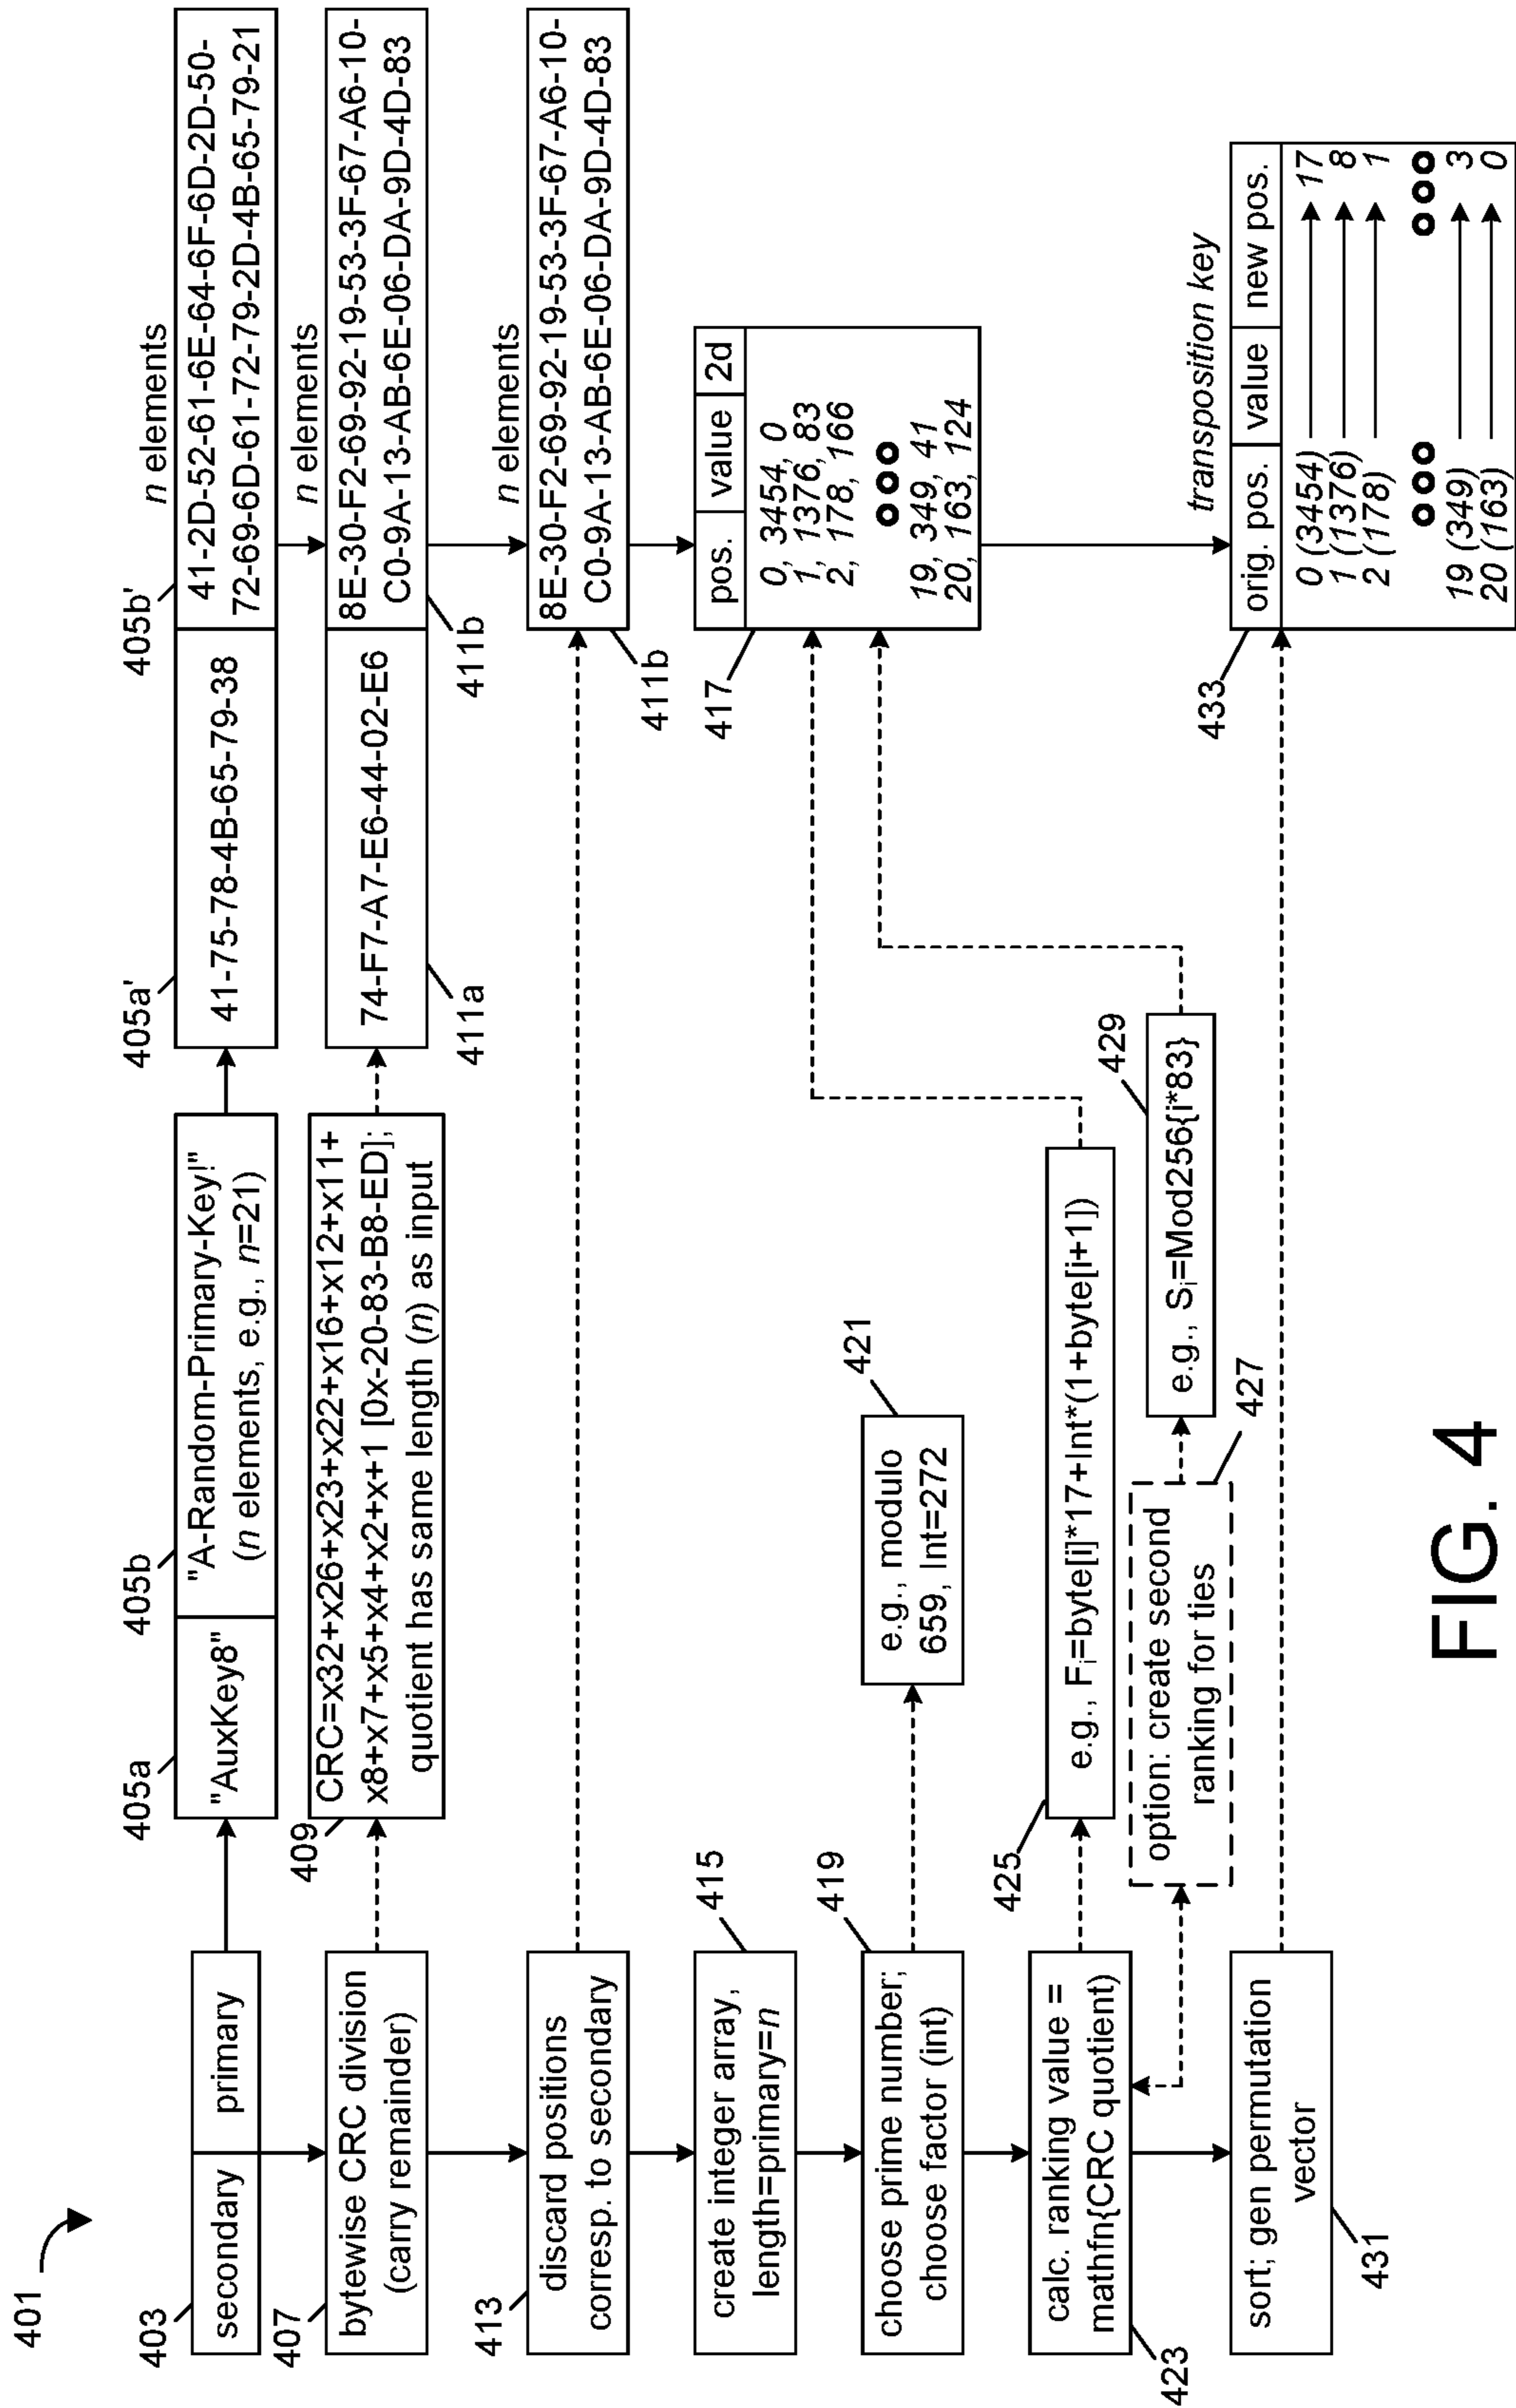 401
403
secondary
primary
405a
"AuxKey8"
405b
"A-Random-Primary-Key!"
(n elements, e.g., n=21)
405a'
41-75-78-4B-65-79-38
405b'
n elements
41-2D-52-61-6E-64-6F-6D-2D-50-
72-69-6D-61-72-79-2D-4B-65-79-21
407
bytewise CRC division
(carry remainder)
409
CRC=x32+x26+x23+x22+x16+x12+x11+
x8+x7+x5+x4+x2+x+1 [0x-20-83-B8-ED];
quotient has same length (n) as input
411a
74-F7-A7-E6-44-02-E6
411b
n elements
8E-30-F2-69-92-19-53-3F-67-A6-10-
C0-9A-13-AB-6E-06-DA-9D-4D-83
413
discard positions
corresp. to secondary
411b
n elements
8E-30-F2-69-92-19-53-3F-67-A6-10-
C0-9A-13-AB-6E-06-DA-9D-4D-83
415
create integer array,
length=primary=n
417
pos. value 2d
0, 3454, 0
1, 1376, 83
2, 178, 166
19, 349, 41
20, 163, 124
419
choose prime number;
choose factor (int)
421
e.g., modulo
659, Int=272
423
calc. ranking value =
mathfn{CRC quotient)
425
e.g., Fi=byte[i]*17+Int*(1+byte[i+1])
427
option: create second
ranking for ties
429
e.g., Si=Mod256{i*83}
431
sort; gen permutation
vector
433
transposition key
orig. pos. value new pos.
0 (3454) 17
1 (1376) 8
2 (178) 1
19 (349) 3
20 (163) 0
FIG. 4